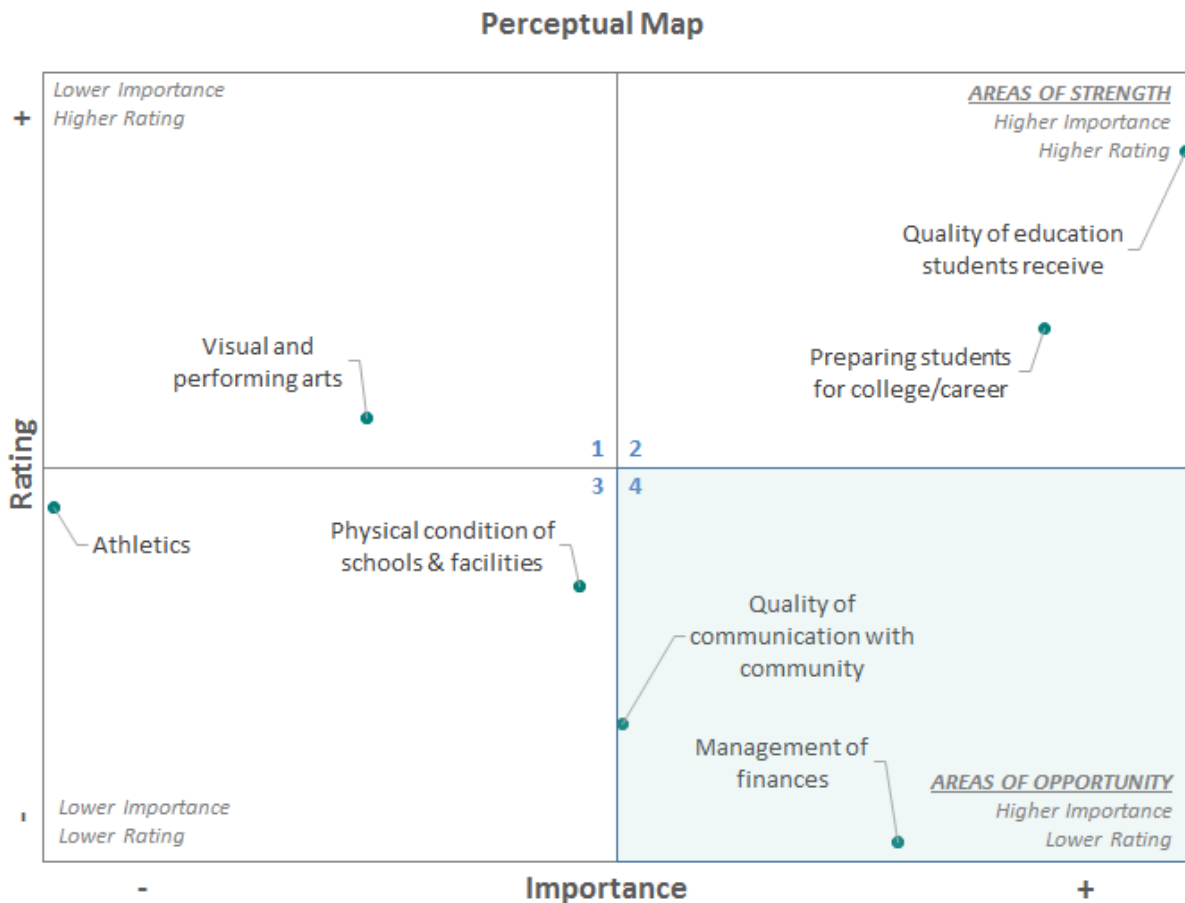 Perceptual Map
Lower Importance
Higher Rating
AREAS OF STRENGTH
Higher Importance
Higher Rating
+
Quality of education
students receive
Visual and
performing arts
Preparing students
for college/career
Rating
1
2
3
4
Athletics
Physical condition of
schools & facilities
Quality of
communication with
community
Management of
finances
AREAS OF OPPORTUNITY
Higher Importance
Lower Rating
-
Lower Importance
Lower Rating
-
Importance
+